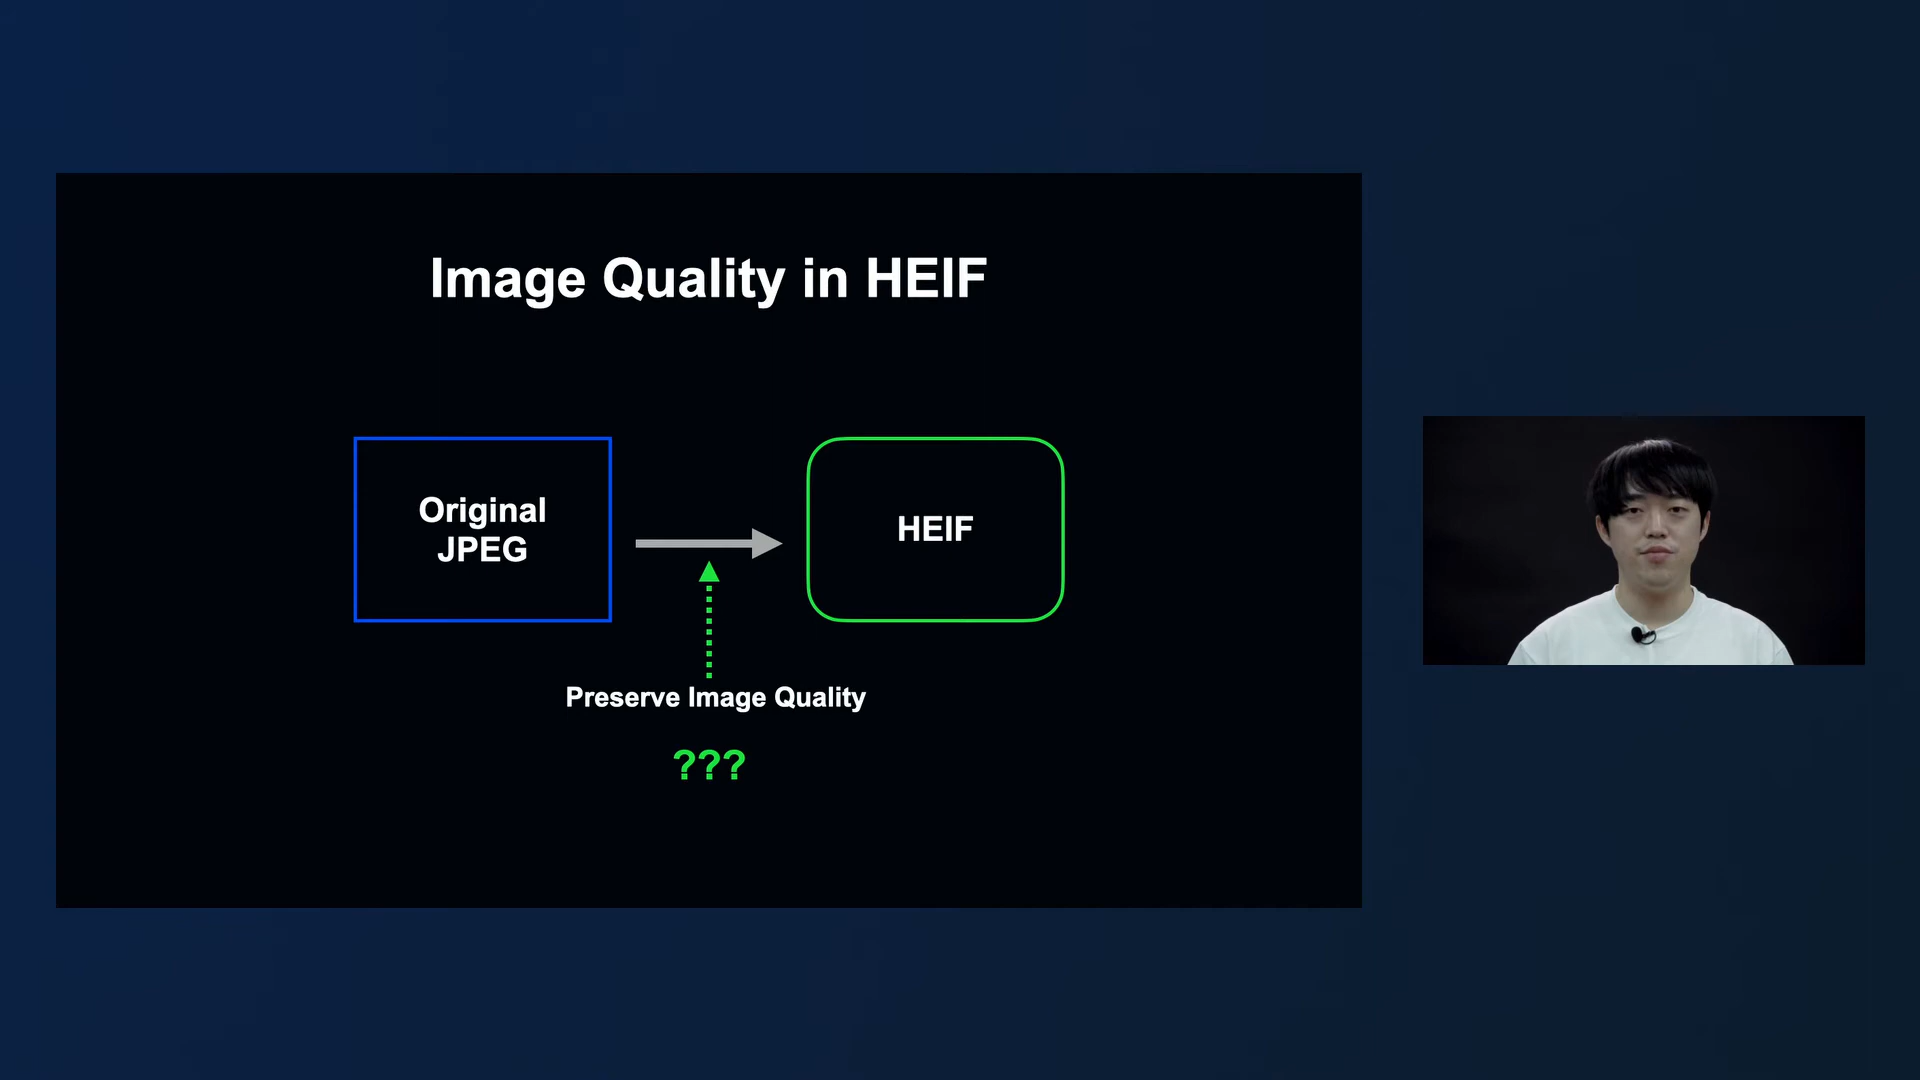 Image Quality in HEIF
Original
JPEG
HEIF
Preserve Image Quality
???